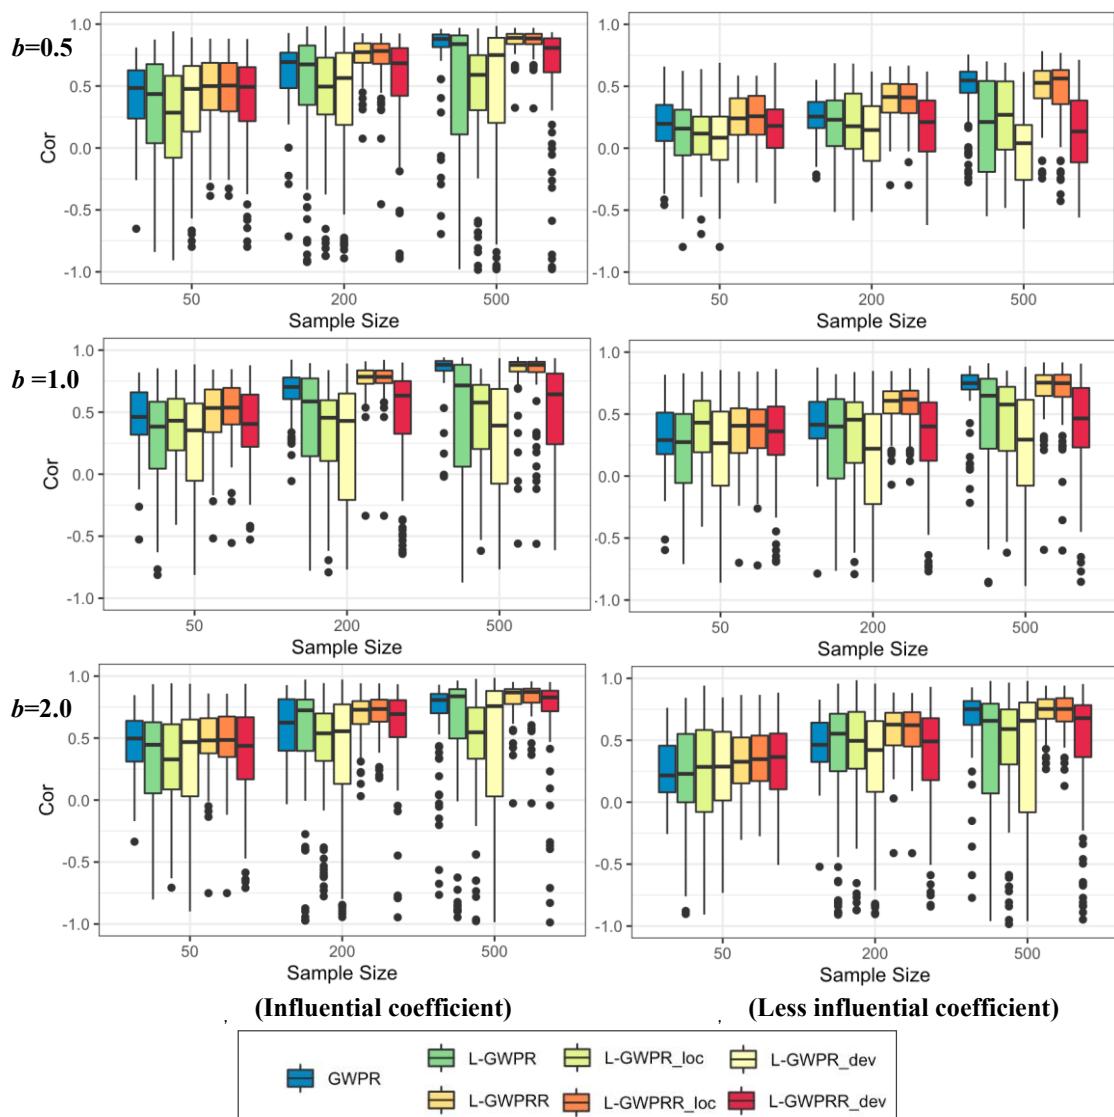 b=0.5
Cor
1.0
0.5
0.0
-0.5
-1.0
50 200 500
Sample Size
1.0
0.5
0.0
-0.5
-1.0
50 200 500
Sample Size
b =1.0
Cor
1.0
0.5
0.0
-0.5
-1.0
50 200 500
Sample Size
1.0
0.5
0.0
-0.5
-1.0
50 200 500
Sample Size
b=2.0
Cor
1.0
0.5
0.0
-0.5
-1.0
50 200 500
Sample Size
1.0
0.5
0.0
-0.5
-1.0
50 200 500
Sample Size
(Influential coefficient) (Less influential coefficient)
, ,
GWPR
L-GWPR L-GWPR_loc L-GWPR_dev
L-GWPRR L-GWPRR_loc L-GWPRR_dev